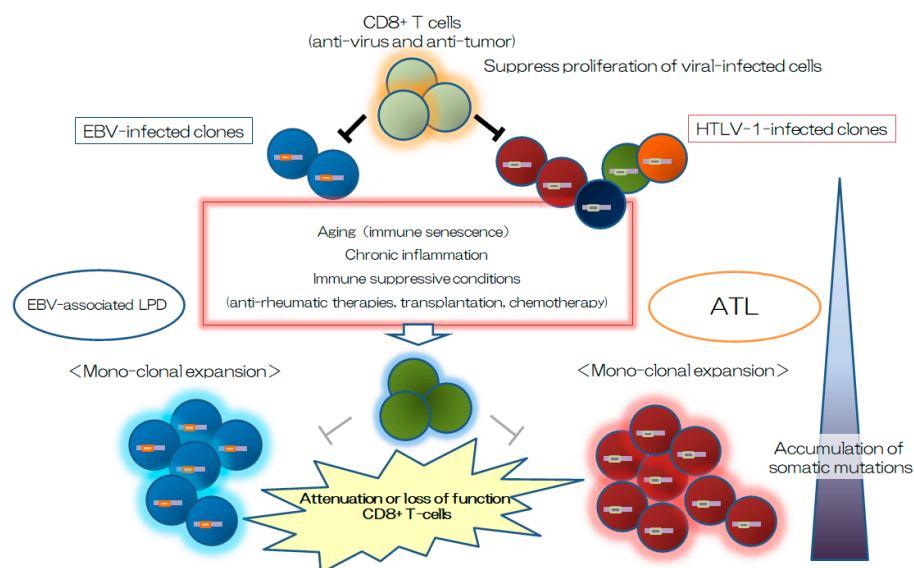 CD8+ T cells
(anti-virus and anti-tumor)
Suppress proliferation of viral-infected cells
EBV-infected clones
HTLV-1-infected clones
Aging (immune senescence)
Chronic inflammation
Immune suppressive conditions
(anti-rheumatic therapies, transplantation, chemotherapy)
EBV-associated LPD
ATL
<Mono-clonal expansion>
<Mono-clonal expansion>
Accumulation of
somatic mutations
Attenuation or loss of function
CD8+ T-cells